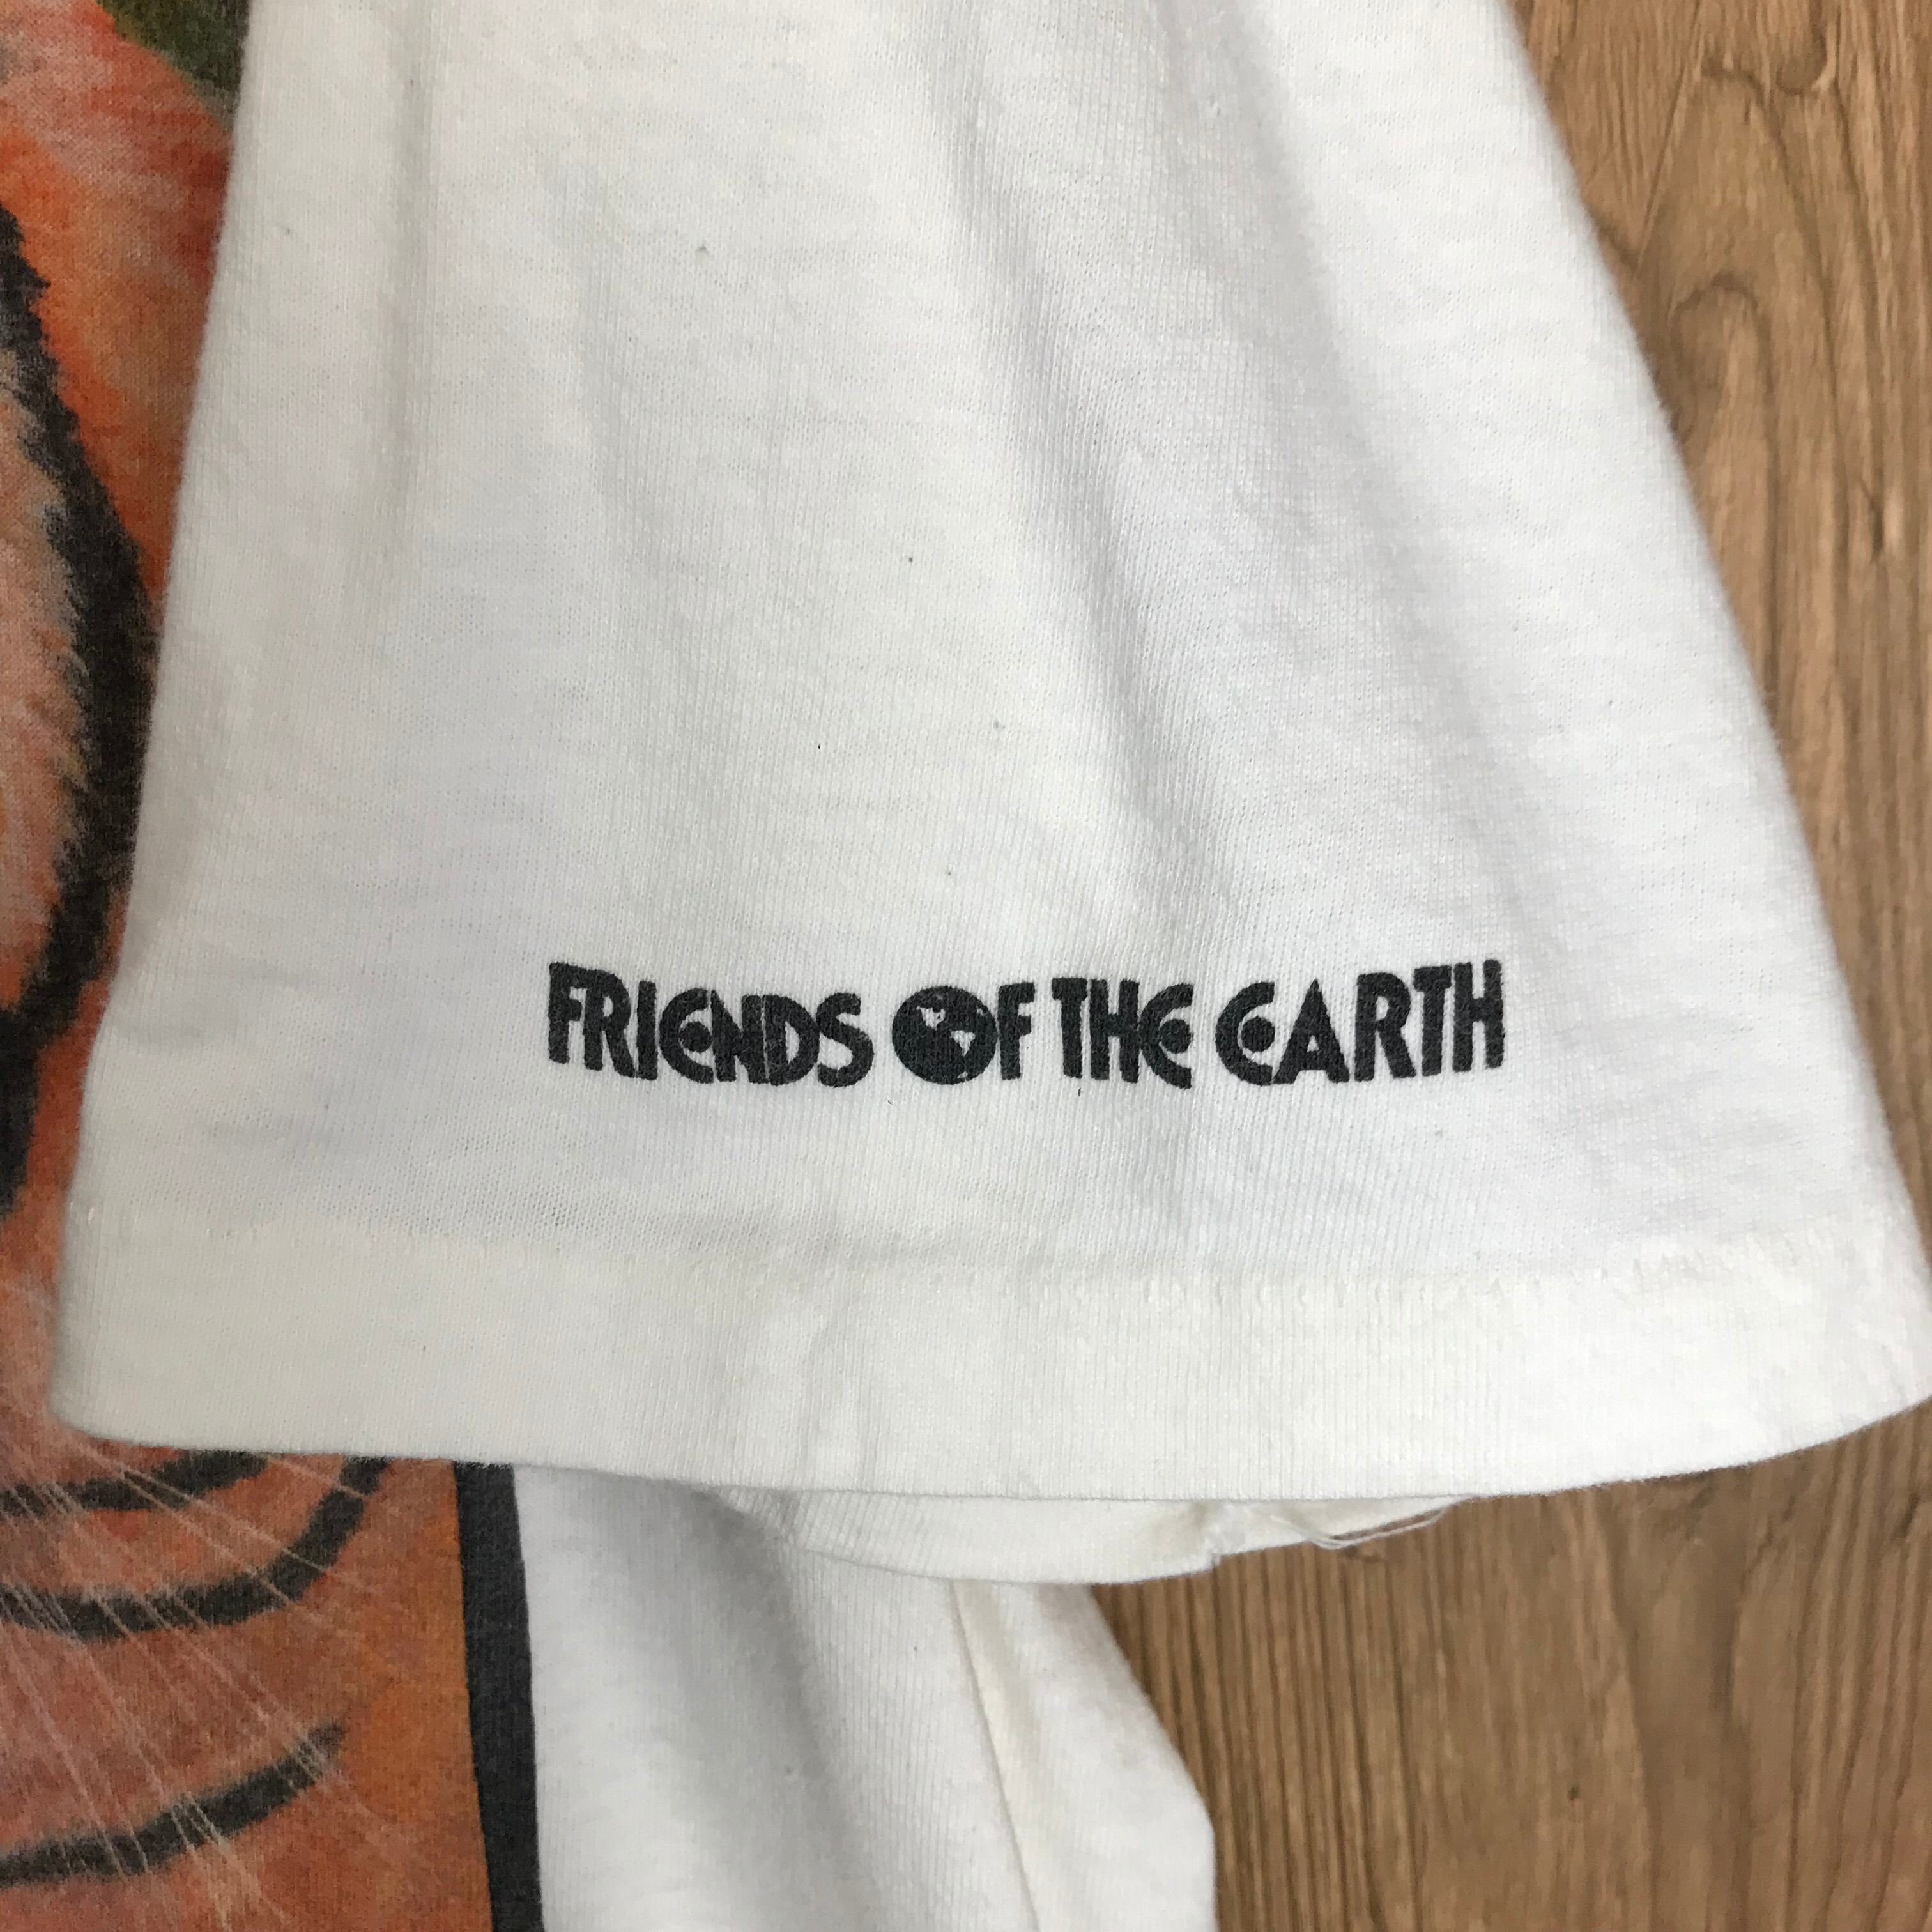 FRIENDS OF THE EARTH